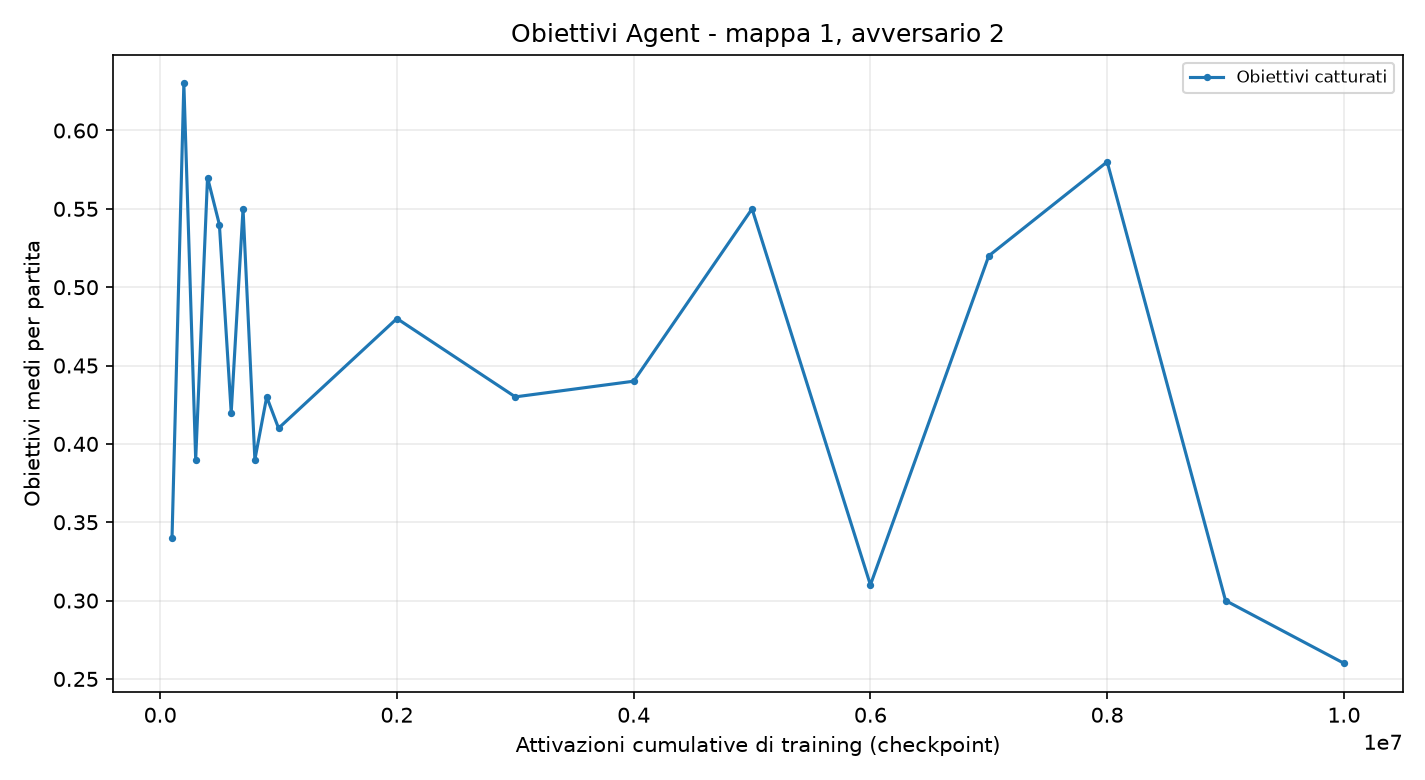 Obiettivi Agent - mappa 1, avversario 2
Obiettivi catturati
Obiettivi medi per partita
0.60
0.55
0.50
0.45
0.40
0.35
0.30
0.25
0.0 0.2 0.4 0.6 0.8 1.0
1e7
Attivazioni cumulative di training (checkpoint)